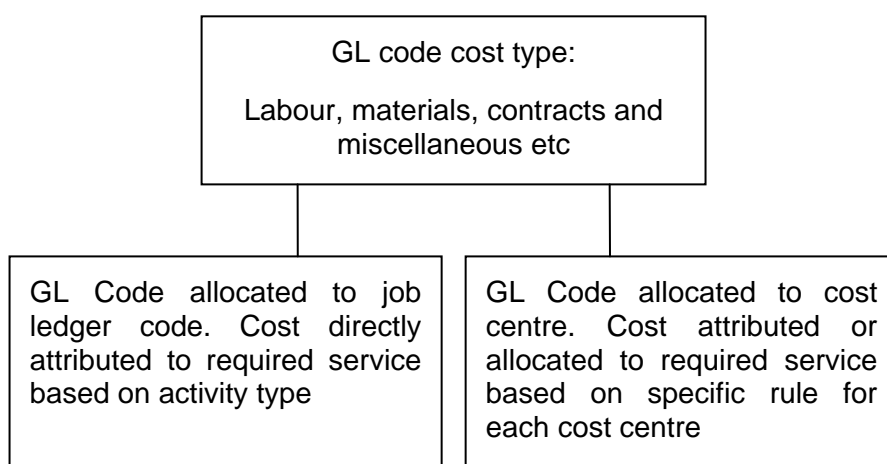 GL code cost type:
Labour, materials, contracts and
miscellaneous etc
GL Code allocated to job
ledger code. Cost directly
attributed to required service
based on activity type
GL Code allocated to cost
centre. Cost attributed or
allocated to required service
based on specific rule for
each cost centre